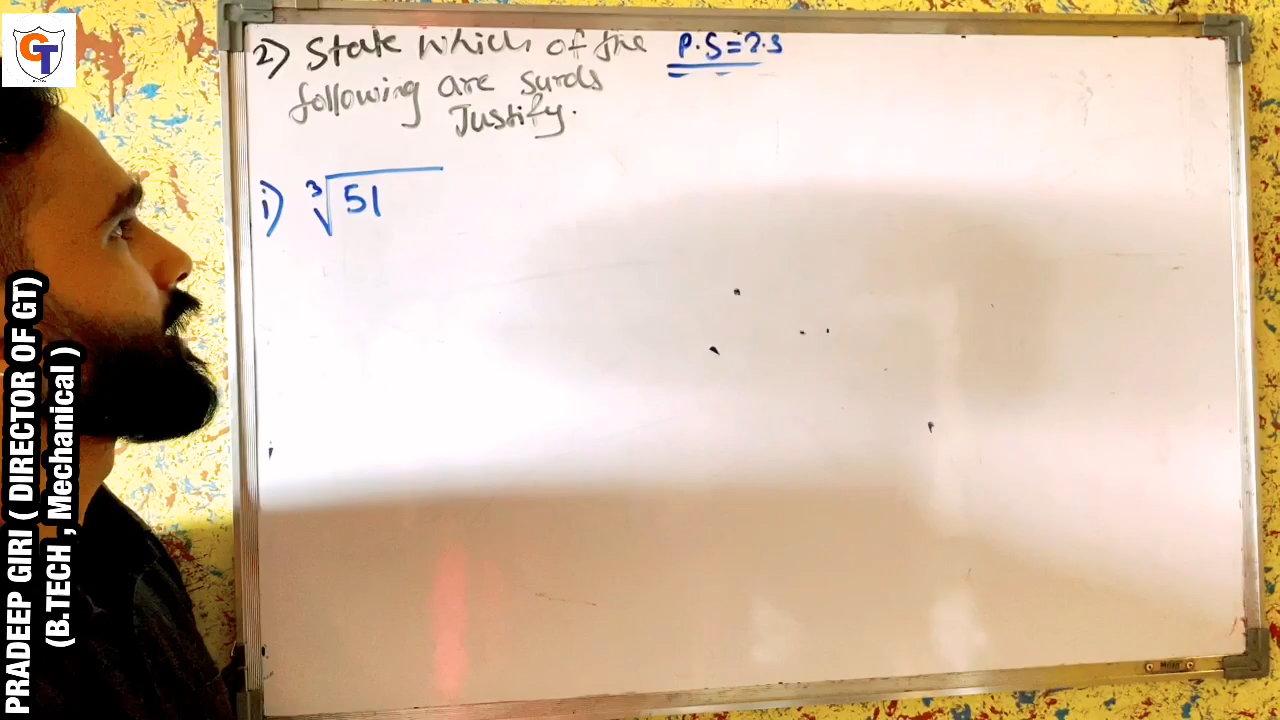 GT
2) State which of the P.S=2.3
following are surds
Justify.
i) ∛51
PRADEEP GIRI ( DIRECTOR OF GT)
(B.TECH , Mechanical )